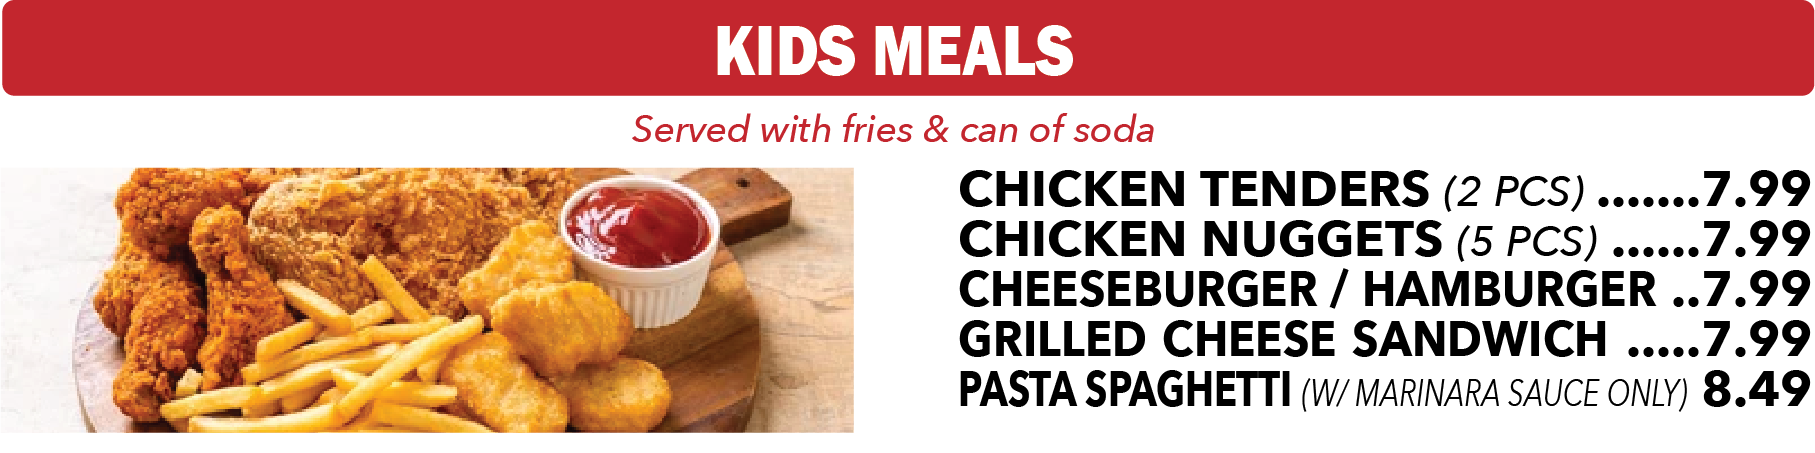 KIDS MEALS
Served with fries & can of soda
CHICKEN TENDERS (2 PCS) .......7.99
CHICKEN NUGGETS (5 PCS) ......7.99
CHEESEBURGER / HAMBURGER ..7.99
GRILLED CHEESE SANDWICH .....7.99
PASTA SPAGHETTI (W/ MARINARA SAUCE ONLY) 8.49